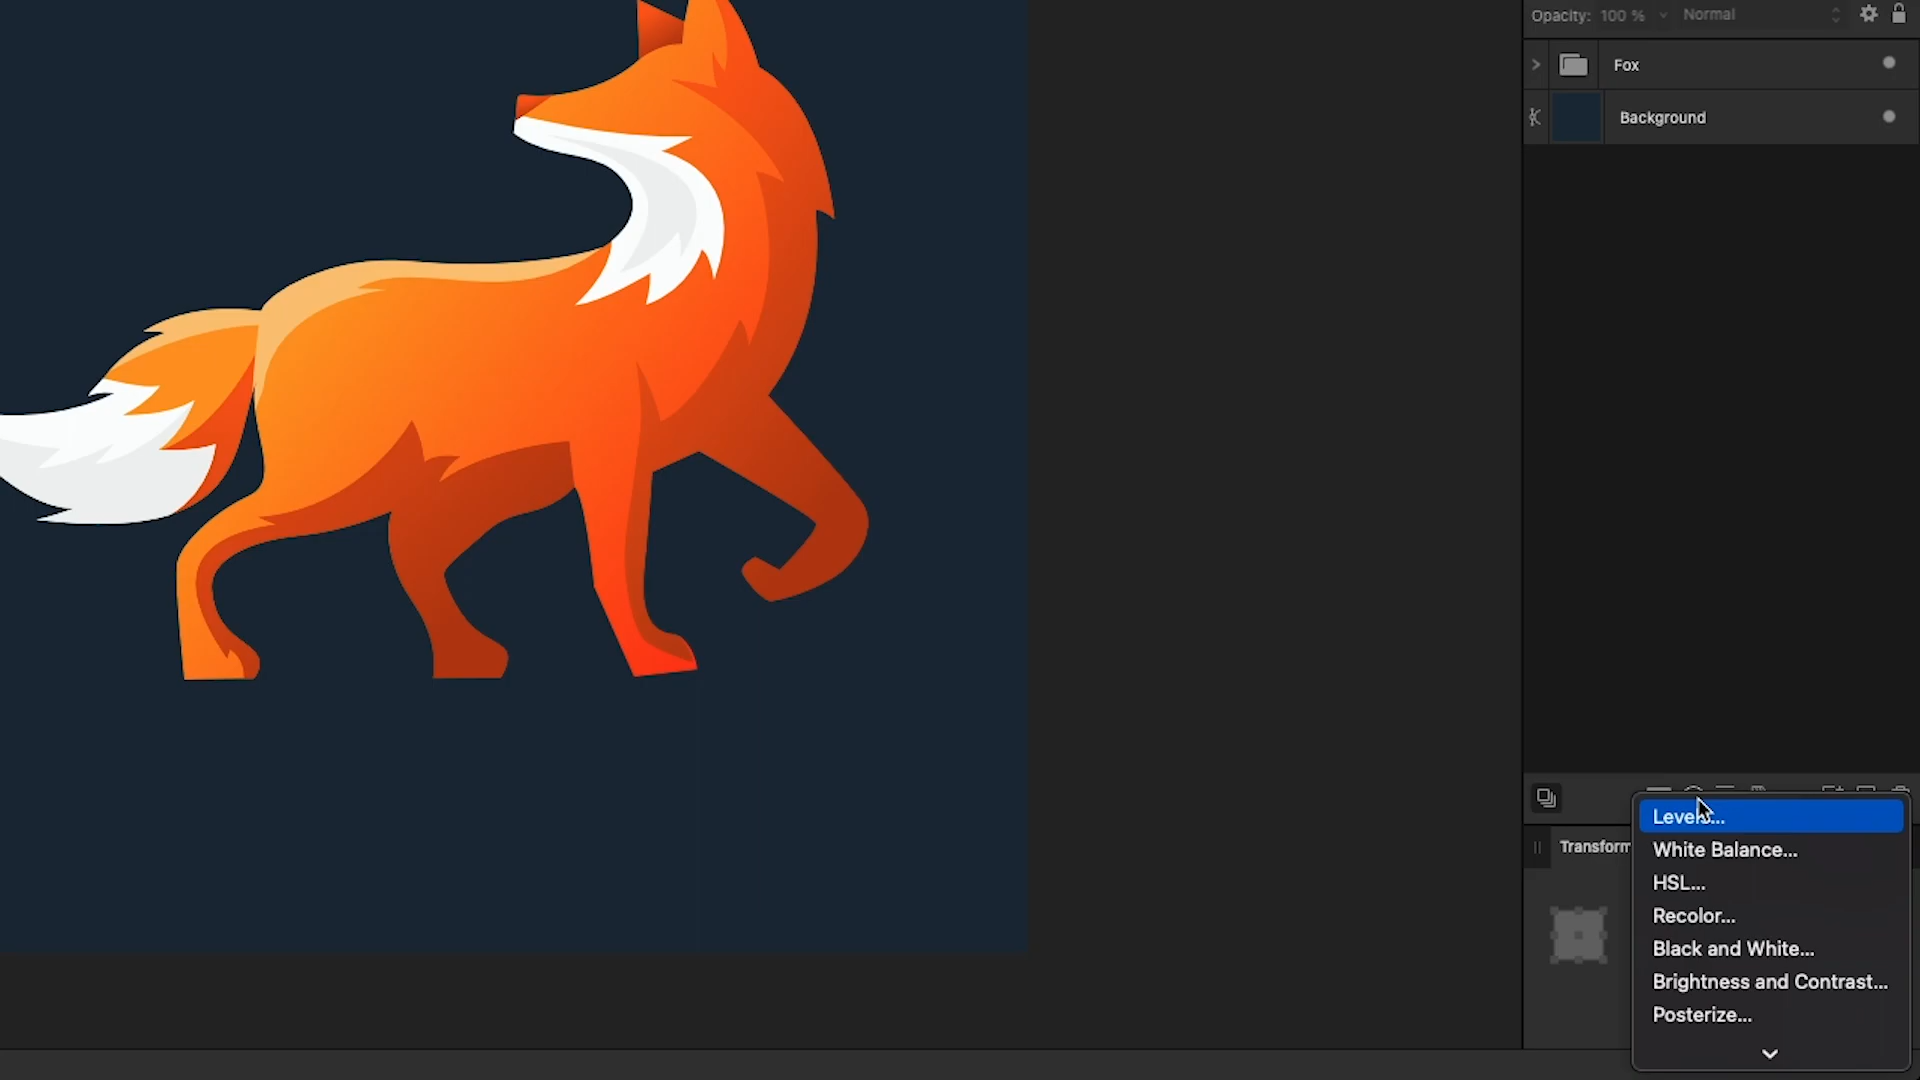 Opacity: 100 % Normal
Fox
Background
Levels...
Transform
White Balance...
HSL...
Recolor...
Black and White...
Brightness and Contrast...
Posterize...